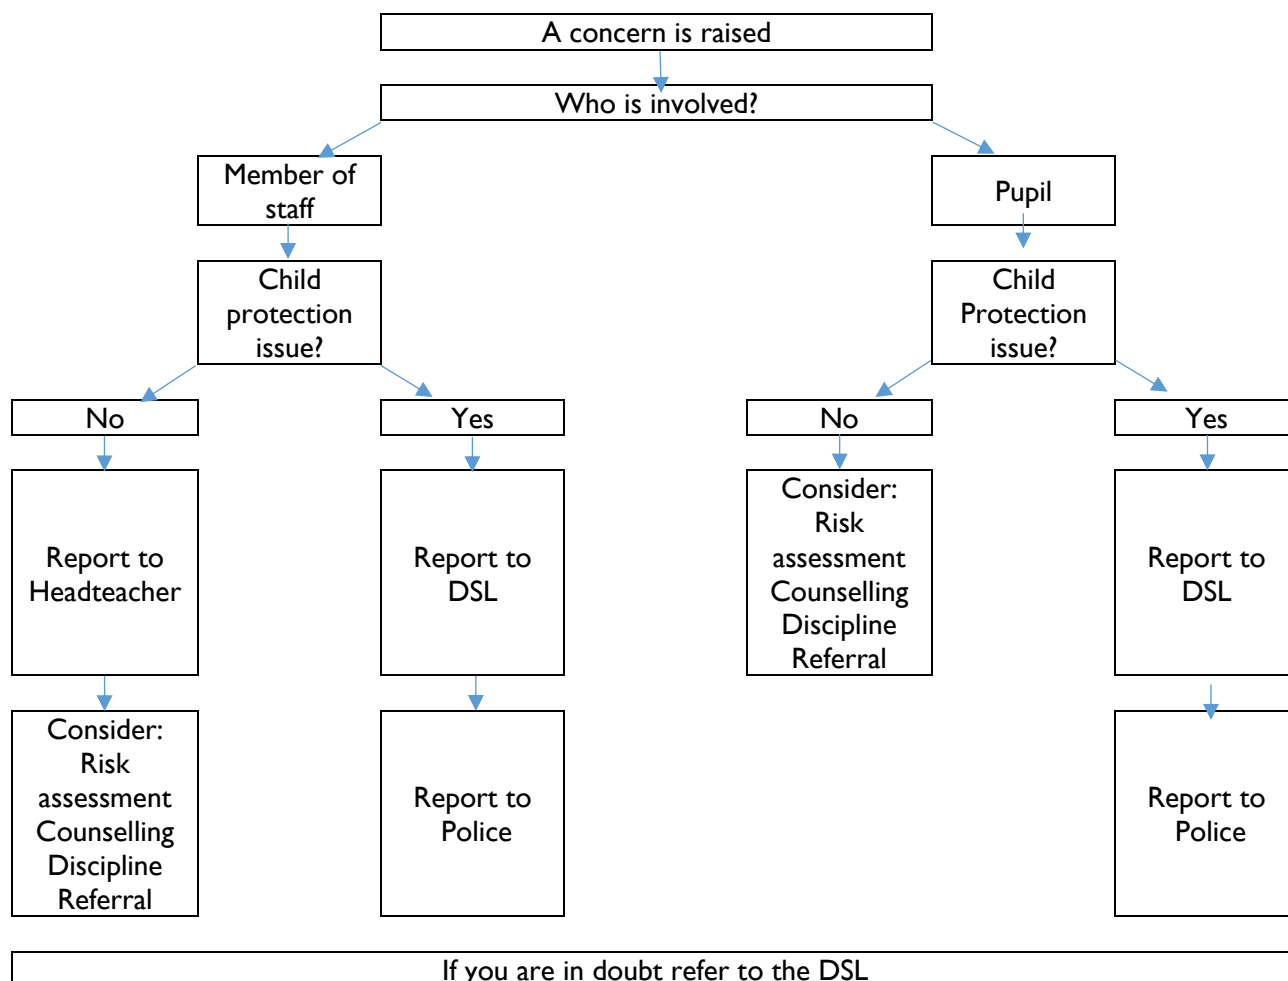 A concern is raised
Who is involved?
Member of
staff
Pupil
Child
protection
issue?
Child
Protection
issue?
No
Yes
No
Yes
Report to
Headteacher
Report to
DSL
Consider:
Risk
assessment
Counselling
Discipline
Referral
Report to
DSL
Consider:
Risk
assessment
Counselling
Discipline
Referral
Report to
Police
Report to
Police
If you are in doubt refer to the DSL